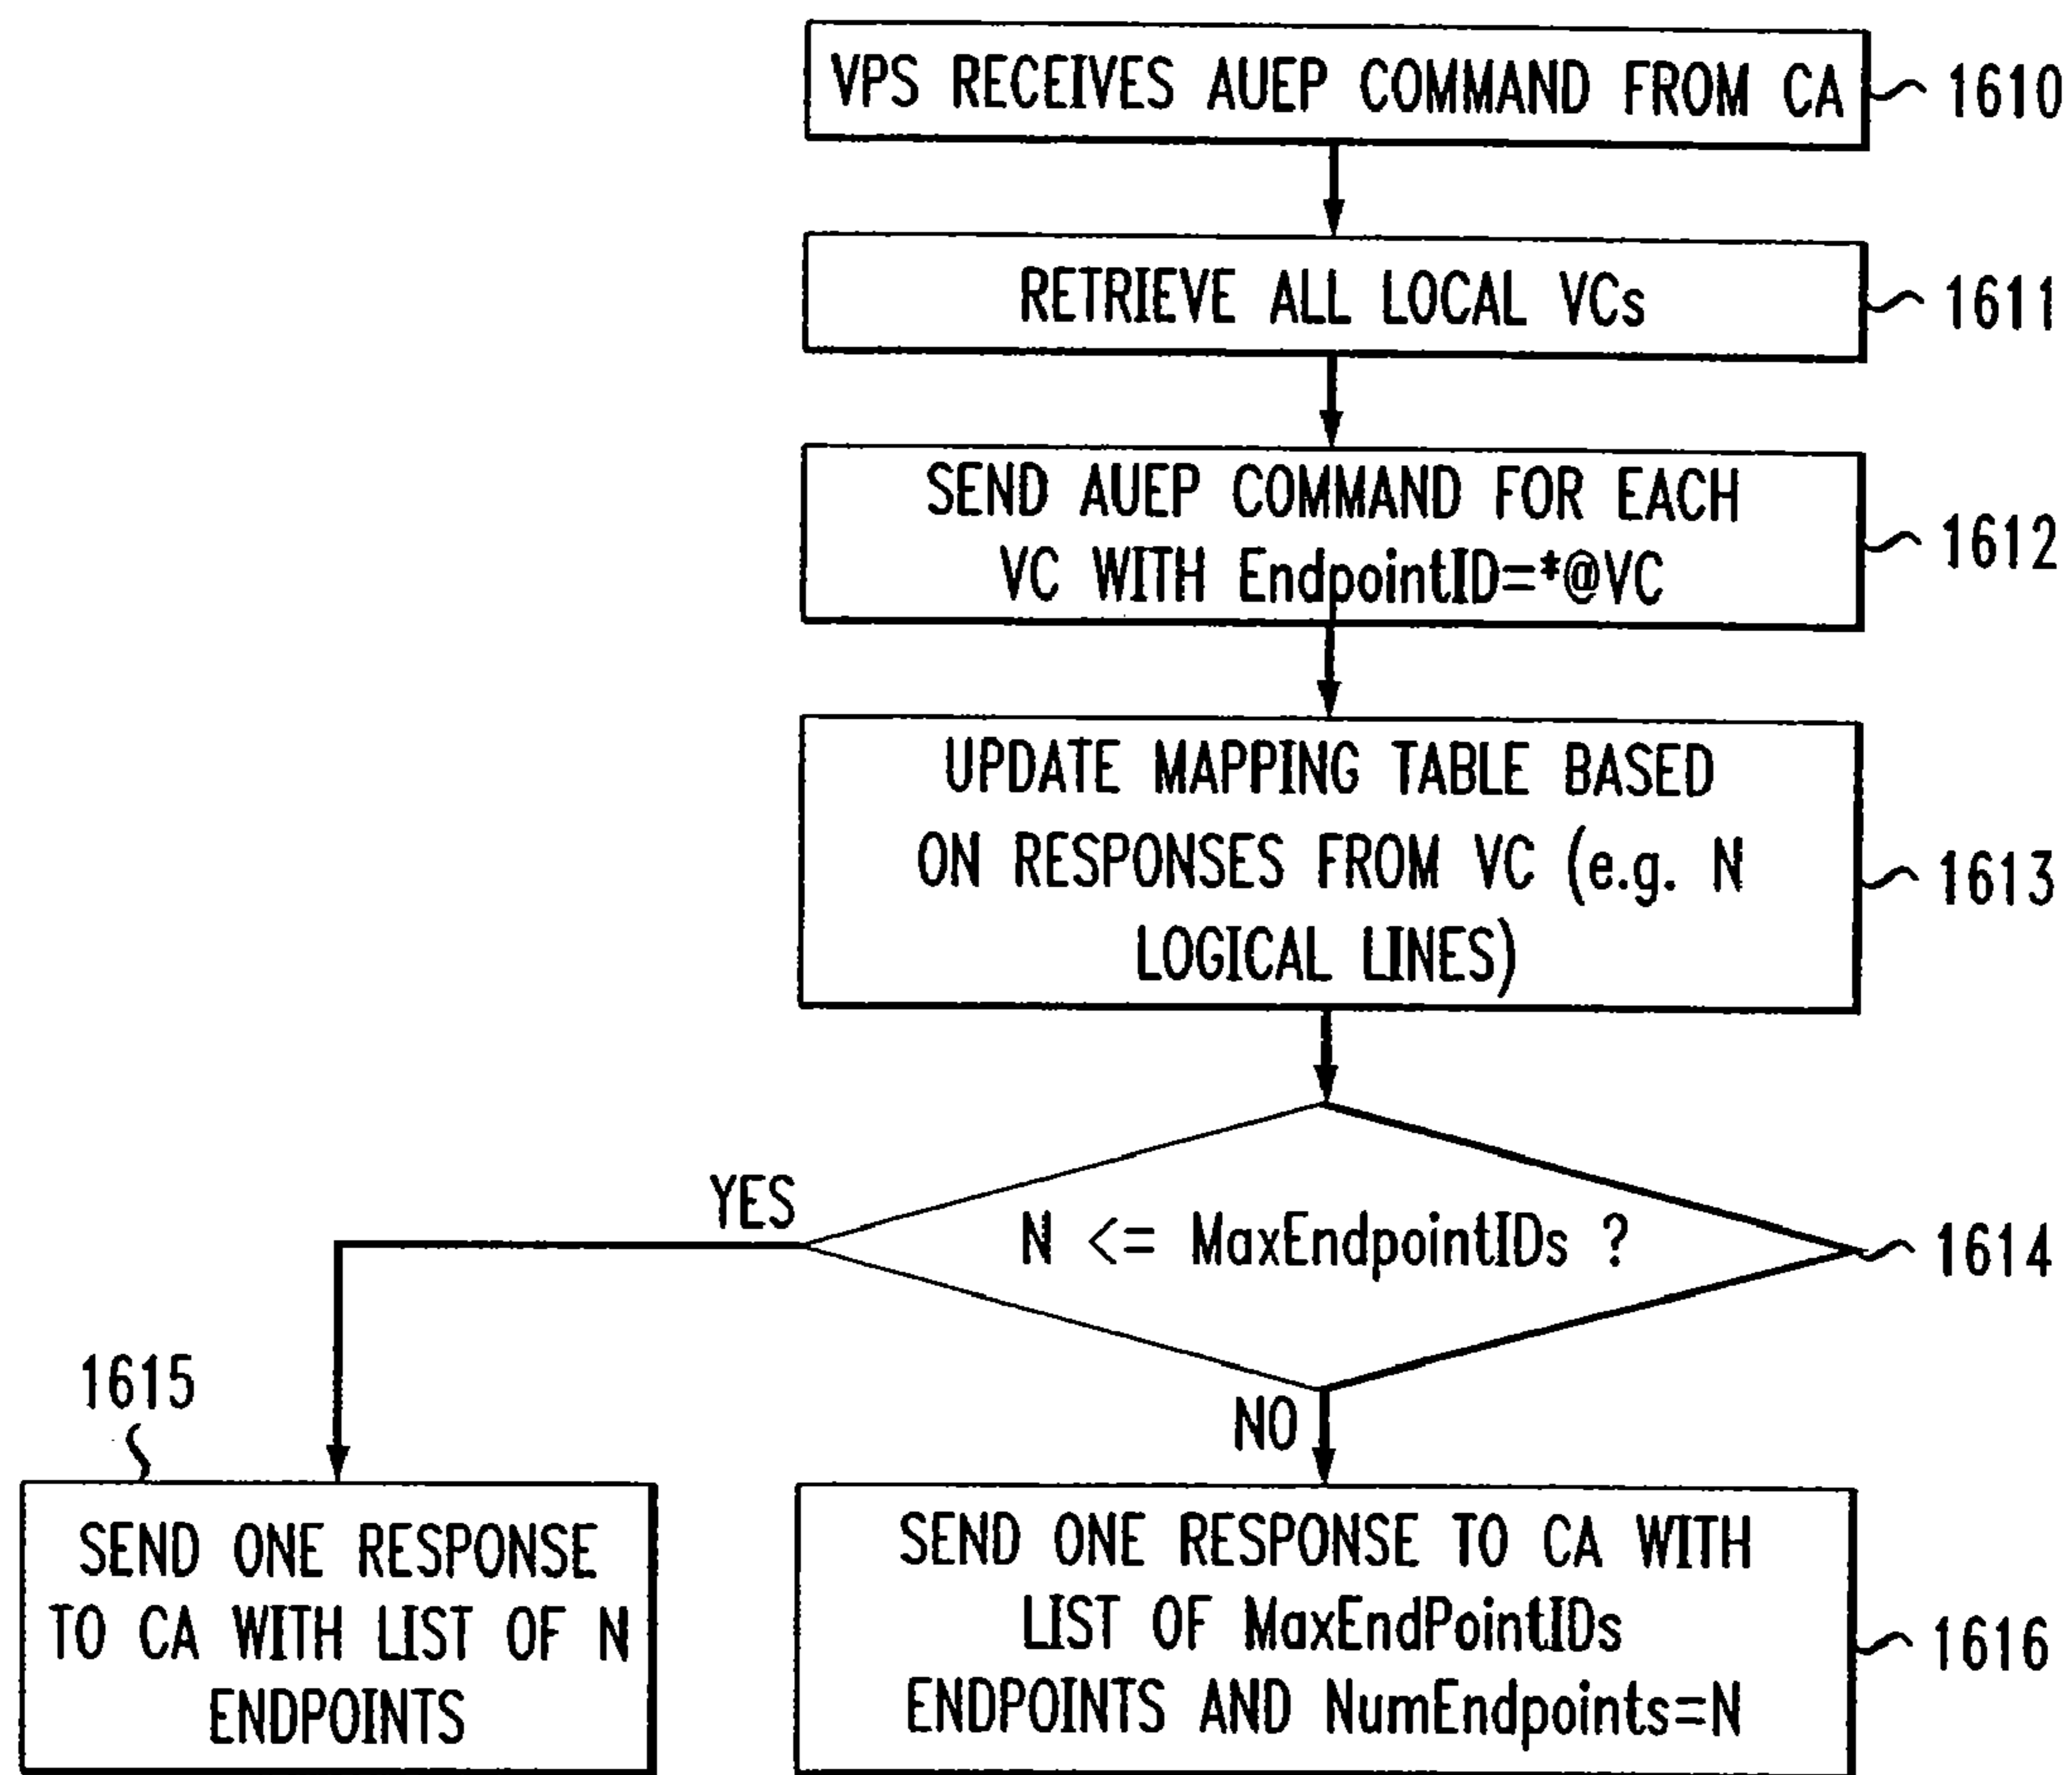 VPS RECEIVES AUEP COMMAND FROM CA
1610
RETRIEVE ALL LOCAL VCs
1611
SEND AUEP COMMAND FOR EACH
VC WITH EndpointID=*@VC
1612
UPDATE MAPPING TABLE BASED
ON RESPONSES FROM VC (e.g. N
LOGICAL LINES)
1613
YES
N <= MaxEndpointIDs ?
1614
NO
1615
SEND ONE RESPONSE
TO CA WITH LIST OF N
ENDPOINTS
SEND ONE RESPONSE TO CA WITH
LIST OF MaxEndPointIDs
ENDPOINTS AND NumEndpoints=N
1616